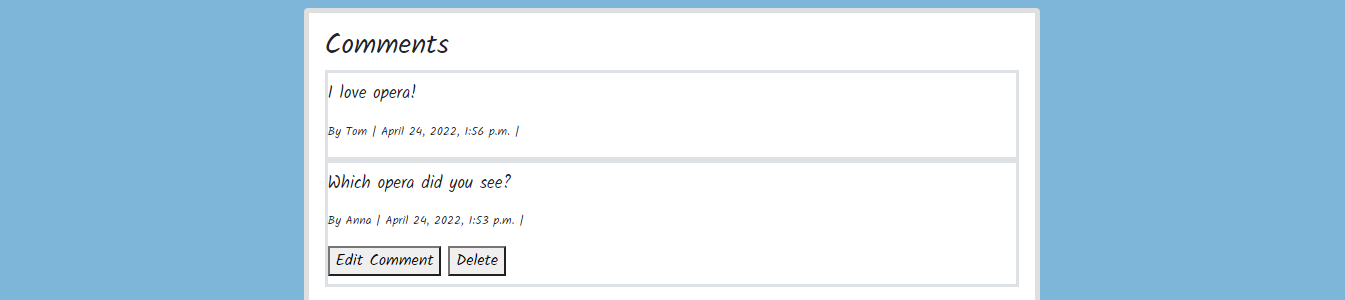 Comments
I love opera!
By Tom | April 24, 2022, 1:56 p.m. |
Which opera did you see?
By Anna | April 24, 2022, 1:53 p.m. |
Edit Comment Delete